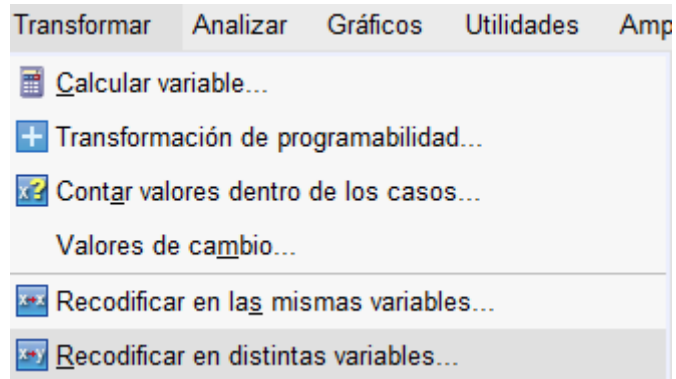 Transformar Analizar Gráficos Utilidades Amp
Calcular variable...
Transformación de programabilidad...
Contar valores dentro de los casos...
Valores de cambio...
Recodificar en las mismas variables...
Recodificar en distintas variables...